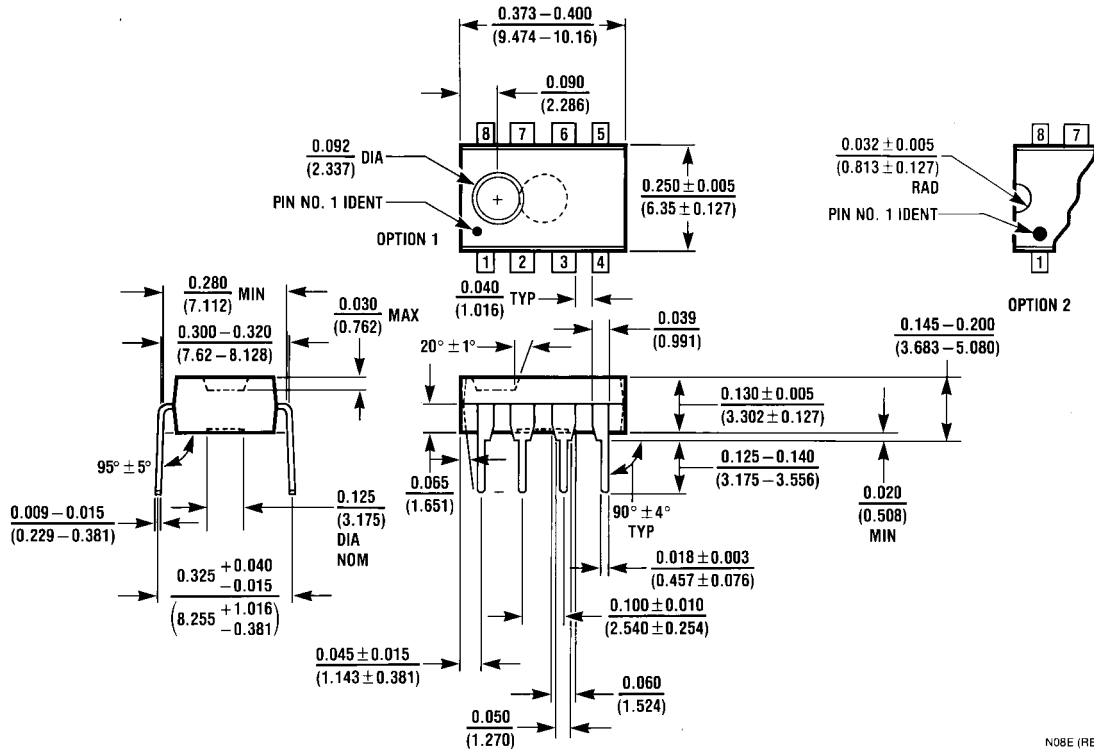 0.373 – 0.400
(9.474 – 10.16)
0.090
(2.286)
8 7 6 5
0.092 DIA
(2.337)
PIN NO. 1 IDENT
OPTION 1
0.250 ± 0.005
(6.35 ± 0.127)
1 2 3 4
8 7
0.032 ± 0.005
(0.813 ± 0.127)
RAD
PIN NO. 1 IDENT
1
OPTION 2
0.280 MIN
(7.112)
0.030 MAX
(0.762)
0.300 – 0.320
(7.62 – 8.128)
0.040 TYP
(1.016)
0.039
(0.991)
0.145 – 0.200
(3.683 – 5.080)
20° ± 1°
0.130 ± 0.005
(3.302 ± 0.127)
95° ± 5°
0.065
(1.651)
0.125 – 0.140
(3.175 – 3.556)
90° ± 4°
TYP
0.020
(0.508)
MIN
0.009 – 0.015
(0.229 – 0.381)
0.125
(3.175)
DIA
NOM
0.018 ± 0.003
(0.457 ± 0.076)
0.325 +0.040
–0.015
(8.255 +1.016
–0.381)
0.100 ± 0.010
(2.540 ± 0.254)
0.045 ± 0.015
(1.143 ± 0.381)
0.060
(1.524)
0.050
(1.270)
N08E (RE